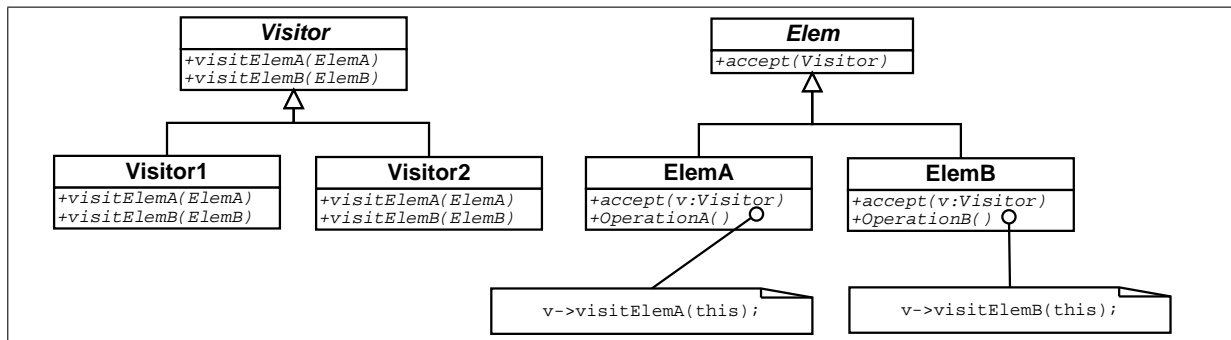 Visitor
+visitElemA(ElemA)
+visitElemB(ElemB)
Elem
+accept(Visitor)
Visitor1
+visitElemA(ElemA)
+visitElemB(ElemB)
Visitor2
+visitElemA(ElemA)
+visitElemB(ElemB)
ElemA
+accept(v:Visitor)
+OperationA()
ElemB
+accept(v:Visitor)
+OperationB()
v->visitElemA(this);
v->visitElemB(this);